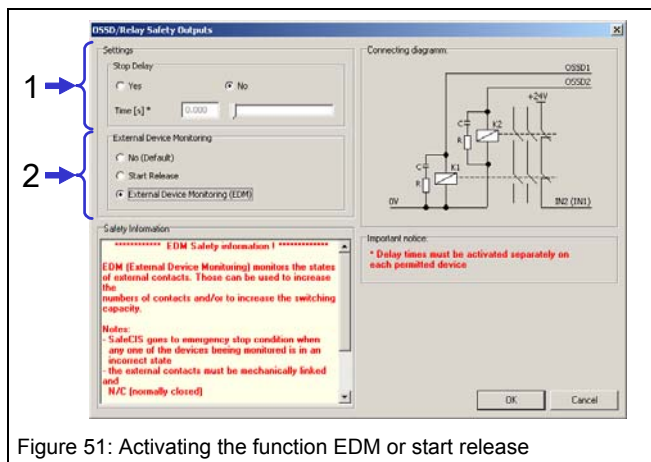 OSSD/Relay Safety Outputs
Settings
Stop Delay
Yes
No
Time [s] *
0.000
External Device Monitoring
No (Default)
Start Release
External Device Monitoring (EDM)
1
2
Connecting diagramm:
OSSD1
OSSD2
+24V
C
K2
R
C
K1
R
0V
IN2 (IN1)
Safety Information
************ EDM Safety information ! *************
EDM (External Device Monitoring) monitors the states
of external contacts. Those can be used to increase
the
numbers of contacts and/or to increase the switching
capacity.
Notes:
- SafeCIS goes to emergency stop condition when
any one of the devices beeing monitored is in an
incorrect state
- the external contacts must be mechanically linked
and
N/C (normally closed)
Important notice:
* Delay times must be activated separately on
each permitted device
OK
Cancel
Figure 51: Activating the function EDM or start release